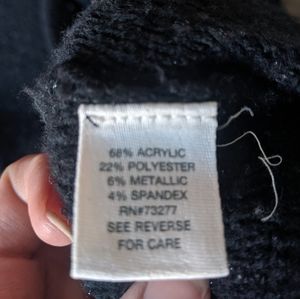 68% ACRYLIC
22% POLYESTER
6% METALLIC
4% SPANDEX
RN#73277
SEE REVERSE
FOR CARE